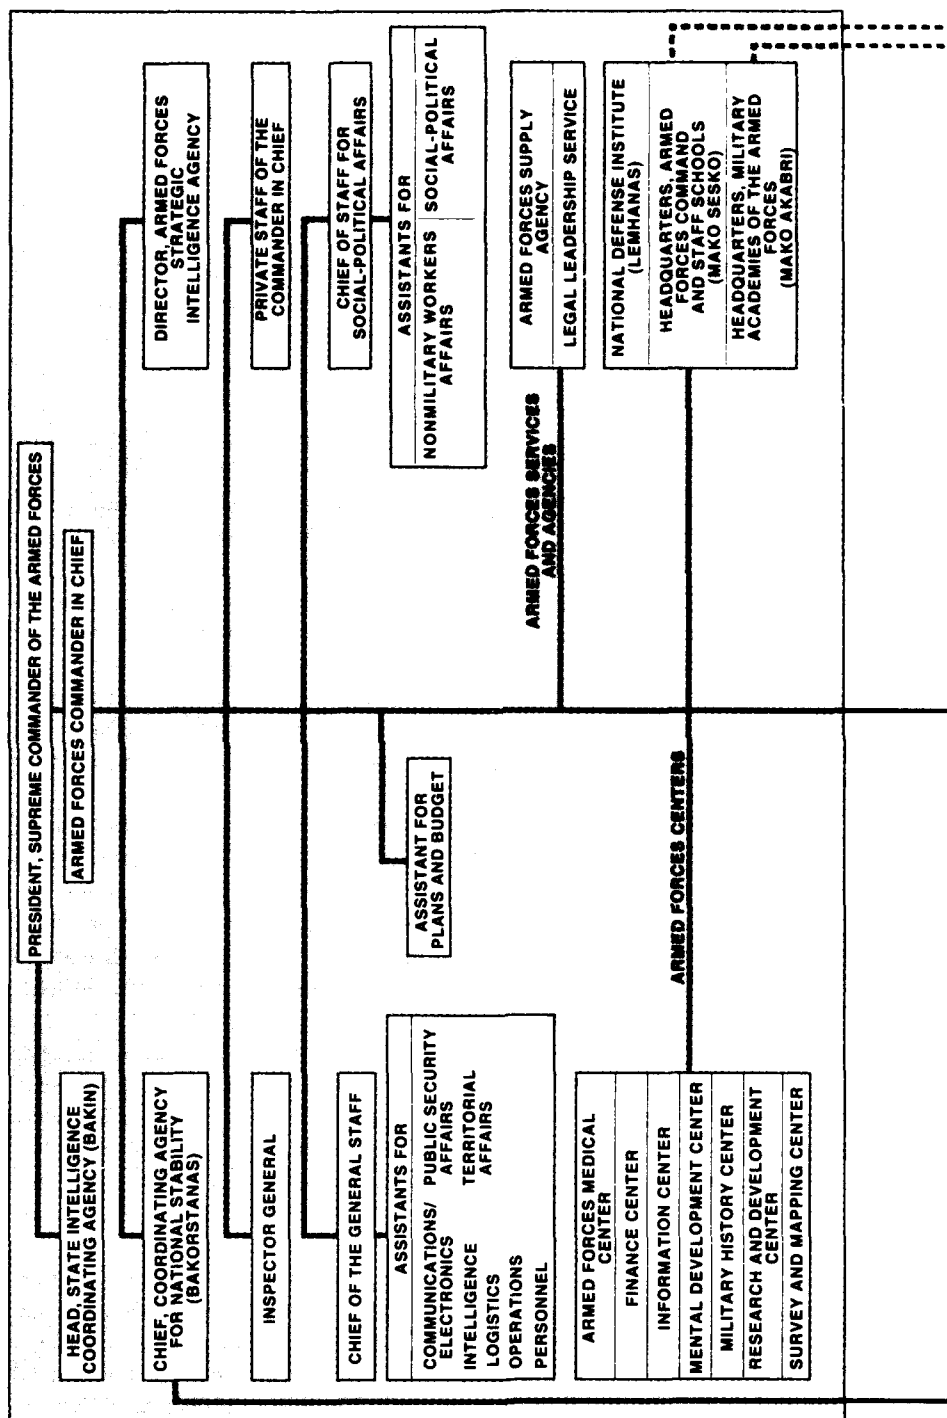 PRESIDENT, SUPREME COMMANDER OF THE ARMED FORCES
ARMED FORCES COMMANDER IN CHIEF
HEAD, STATE INTELLIGENCE
COORDINATING AGENCY (BAKIN)
CHIEF, COORDINATING AGENCY
FOR NATIONAL STABILITY
(BAKORSTANAS)
DIRECTOR, ARMED FORCES
STRATEGIC
INTELLIGENCE AGENCY
INSPECTOR GENERAL
PRIVATE STAFF OF THE
COMMANDER IN CHIEF
CHIEF OF THE GENERAL STAFF
CHIEF OF STAFF FOR
SOCIAL-POLITICAL AFFAIRS
ASSISTANTS FOR
COMMUNICATIONS/
ELECTRONICS
INTELLIGENCE
LOGISTICS
OPERATIONS
PERSONNEL
PUBLIC SECURITY
AFFAIRS
TERRITORIAL
AFFAIRS
ASSISTANT FOR
PLANS AND BUDGET
ASSISTANTS FOR
NONMILITARY WORKERS
AFFAIRS
SOCIAL-POLITICAL
AFFAIRS
ARMED FORCES SERVICES
AND AGENCIES
ARMED FORCES SUPPLY
AGENCY
LEGAL LEADERSHIP SERVICE
ARMED FORCES CENTERS
ARMED FORCES MEDICAL
CENTER
FINANCE CENTER
INFORMATION CENTER
MENTAL DEVELOPMENT CENTER
MILITARY HISTORY CENTER
RESEARCH AND DEVELOPMENT
CENTER
SURVEY AND MAPPING CENTER
NATIONAL DEFENSE INSTITUTE
(LEMHANAS)
HEADQUARTERS, ARMED
FORCES COMMAND
AND STAFF SCHOOLS
(MAKO SESKO)
HEADQUARTERS, MILITARY
ACADEMIES OF THE ARMED
FORCES
(MAKO AKABRI)